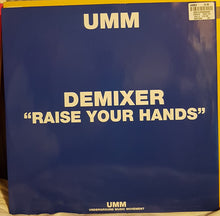 UMM
DEMIXER
“RAISE YOUR HANDS”
UMM
UNDERGROUND MUSIC MOVEMENT